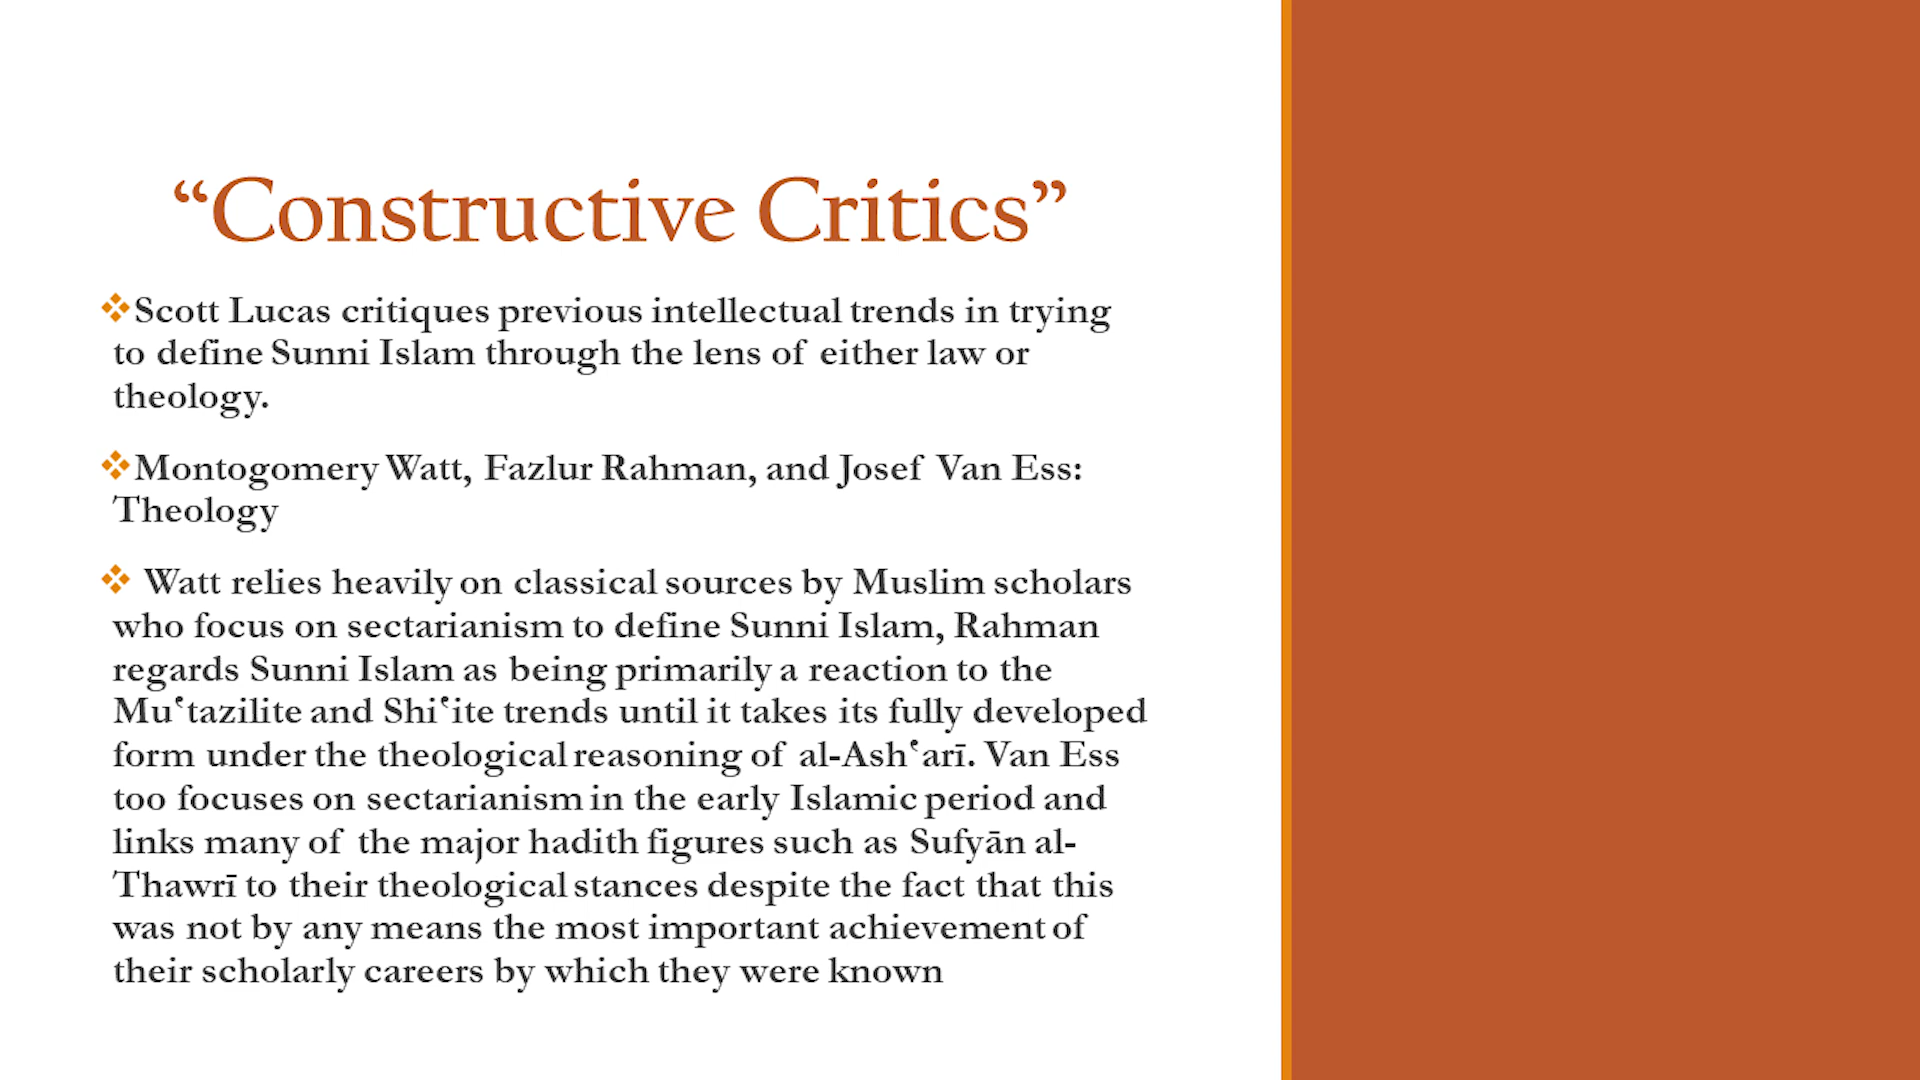 “Constructive Critics”
Scott Lucas critiques previous intellectual trends in trying
to define Sunni Islam through the lens of either law or
theology.
Montogomery Watt, Fazlur Rahman, and Josef Van Ess:
Theology
Watt relies heavily on classical sources by Muslim scholars
who focus on sectarianism to define Sunni Islam, Rahman
regards Sunni Islam as being primarily a reaction to the
Muʿtazilite and Shiʿite trends until it takes its fully developed
form under the theological reasoning of al-Ashʿarī. Van Ess
too focuses on sectarianism in the early Islamic period and
links many of the major hadith figures such as Sufyān al-
Thawrī to their theological stances despite the fact that this
was not by any means the most important achievement of
their scholarly careers by which they were known